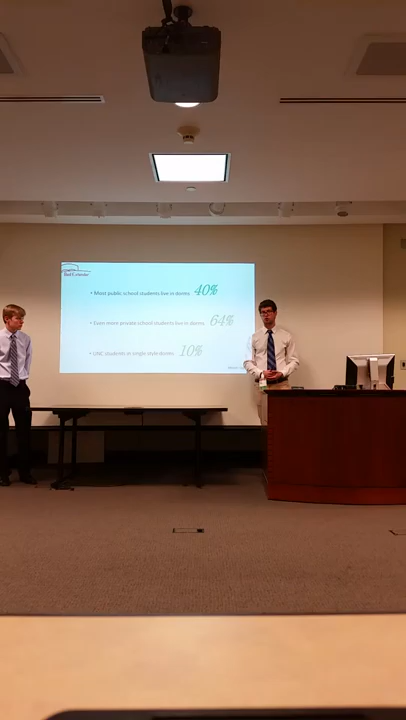 Bed Extender
• Most public school students live in dorms 40%
• Even more private school students live in dorms 64%
• UNC students in single style dorms 10%